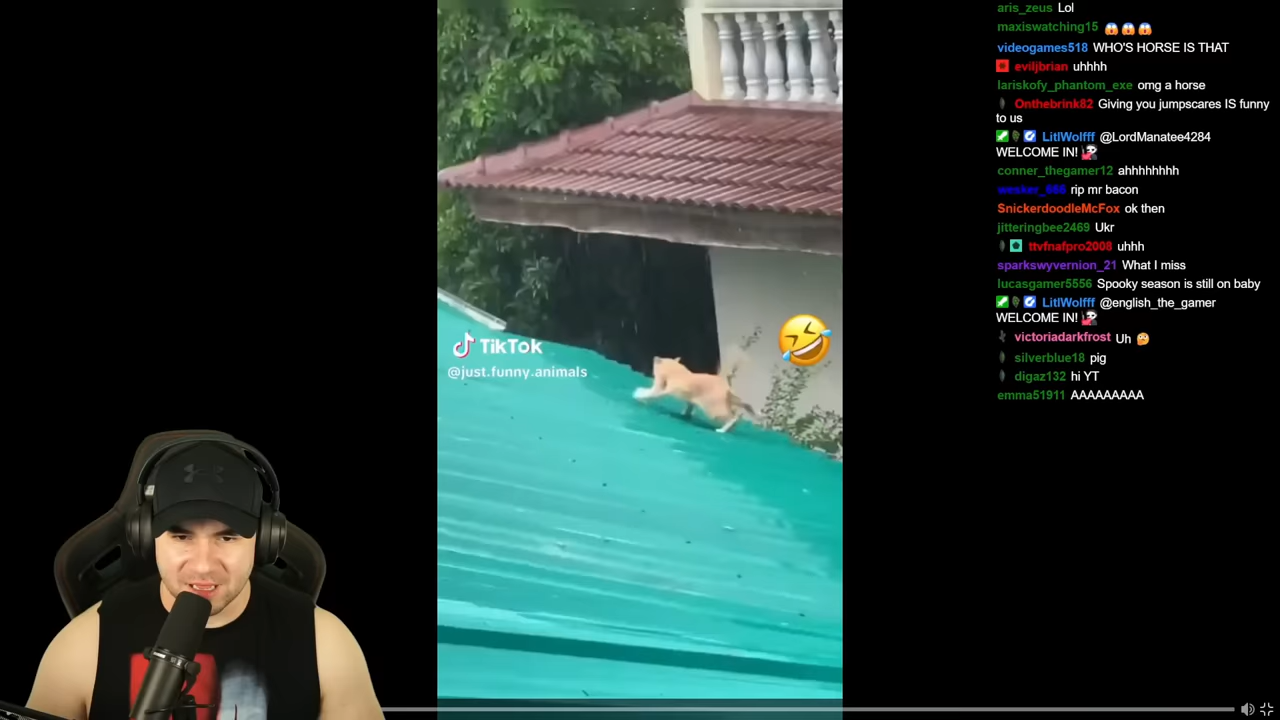 aris_zeus Lol
maxiswatching15
videogames518 WHO'S HORSE IS THAT
eviljbrian uhhhh
lariskofy_phantom_exe omg a horse
Onthebrink82 Giving you jumpscares IS funny
to us
LitlWolfff @LordManatee4284
WELCOME IN!
conner_thegamer12 ahhhhhhhh
wesker_656 rip mr bacon
SnickerdoodleMcFox ok then
jitteringbee2469 Ukr
ttvfnafpro2008 uhhh
sparkswyvernion_21 What I miss
lucasgamer5556 Spooky season is still on baby
LitlWolfff @english_the_gamer
WELCOME IN!
victoriadarkfrost Uh
silverblue18 pig
digaz132 hi YT
emma51911 AAAAAAAAA
TikTok
@just.funny.animals